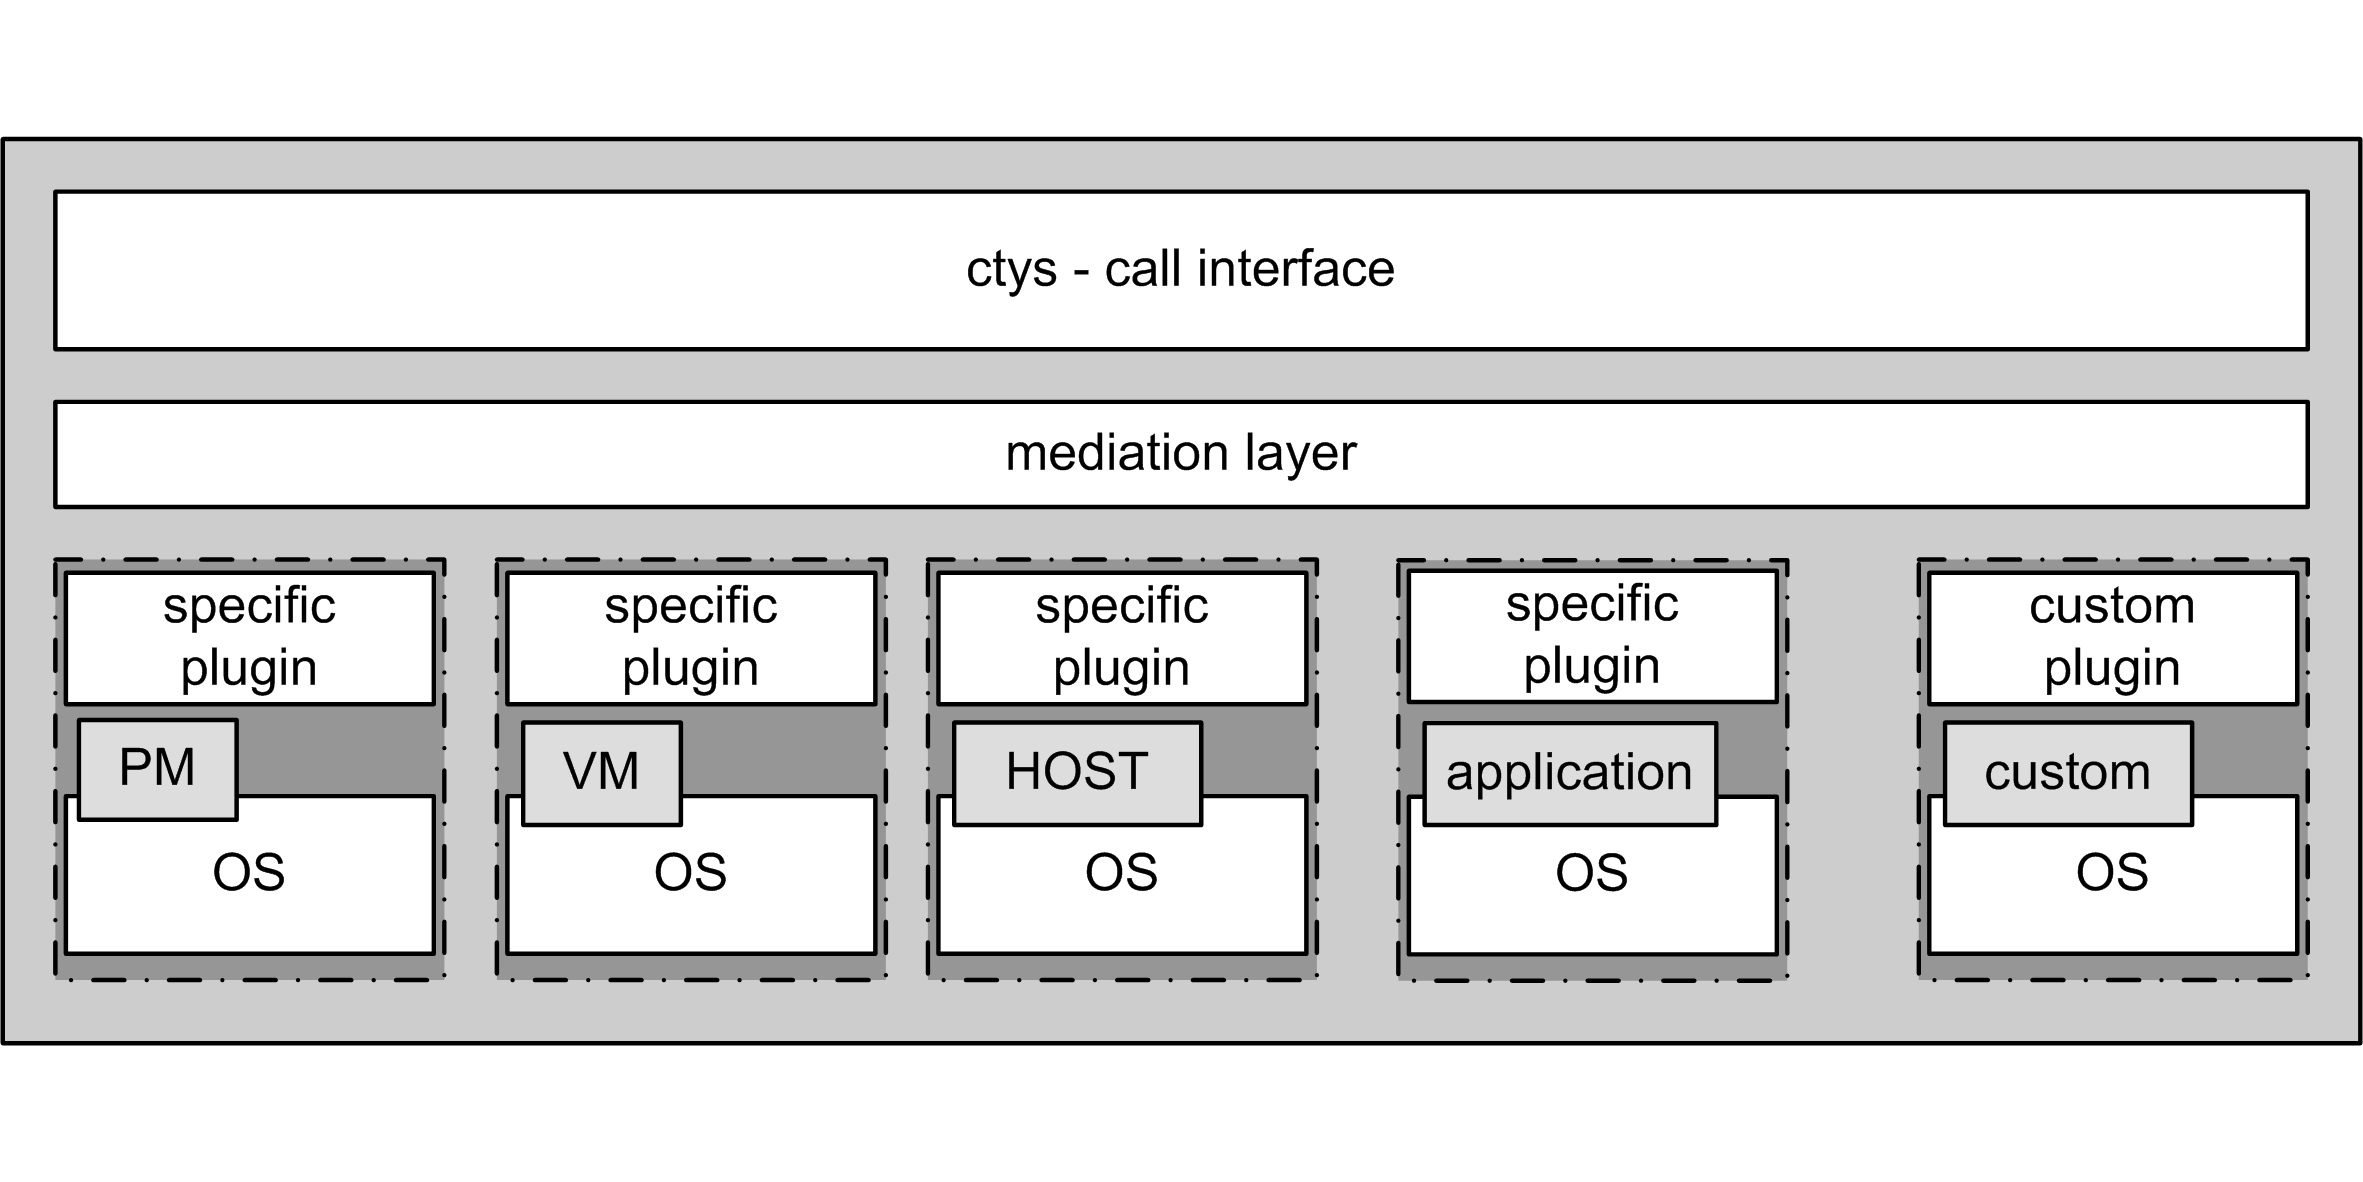 ctys - call interface
mediation layer
specific
plugin
PM
OS
specific
plugin
VM
OS
specific
plugin
HOST
OS
specific
plugin
application
OS
custom
plugin
custom
OS